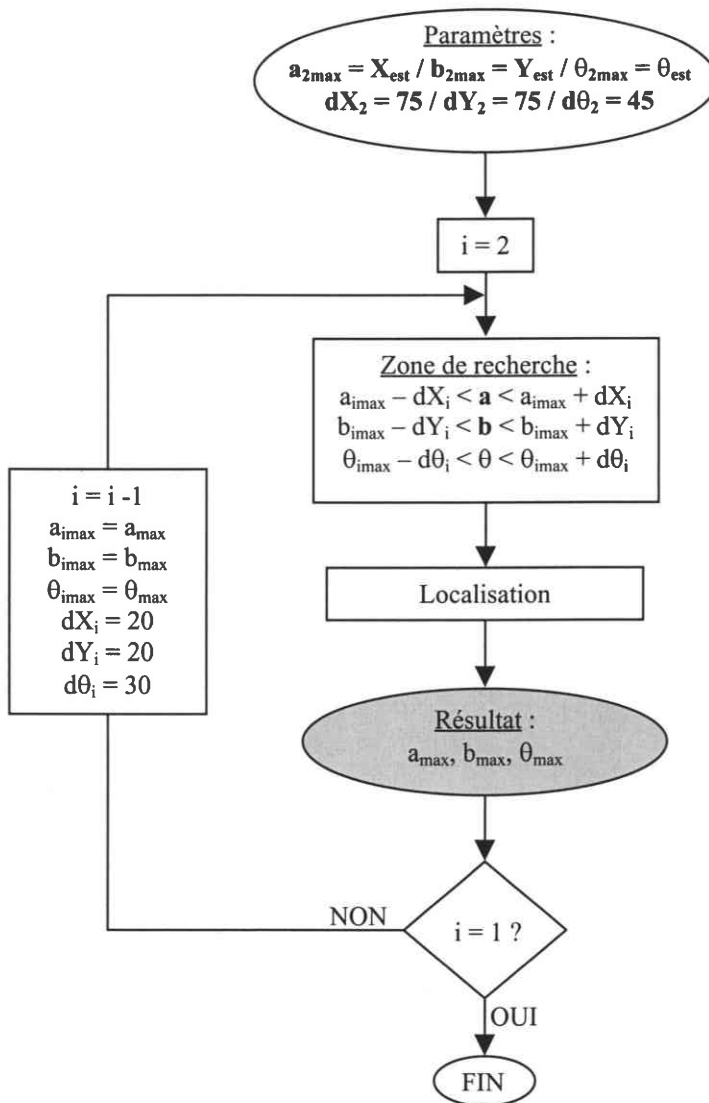 Paramètres :
a2max = Xest / b2max = Yest / θ2max = θest
dX2 = 75 / dY2 = 75 / dθ2 = 45
i = 2
Zone de recherche :
aimax – dXi < a < aimax + dXi
bimax – dYi < b < bimax + dYi
θimax – dθi < θ < θimax + dθi
i = i -1
aimax = amax
bimax = bmax
θimax = θmax
dXi = 20
dYi = 20
dθi = 30
Localisation
Résultat :
amax, bmax, θmax
NON
i = 1 ?
OUI
FIN